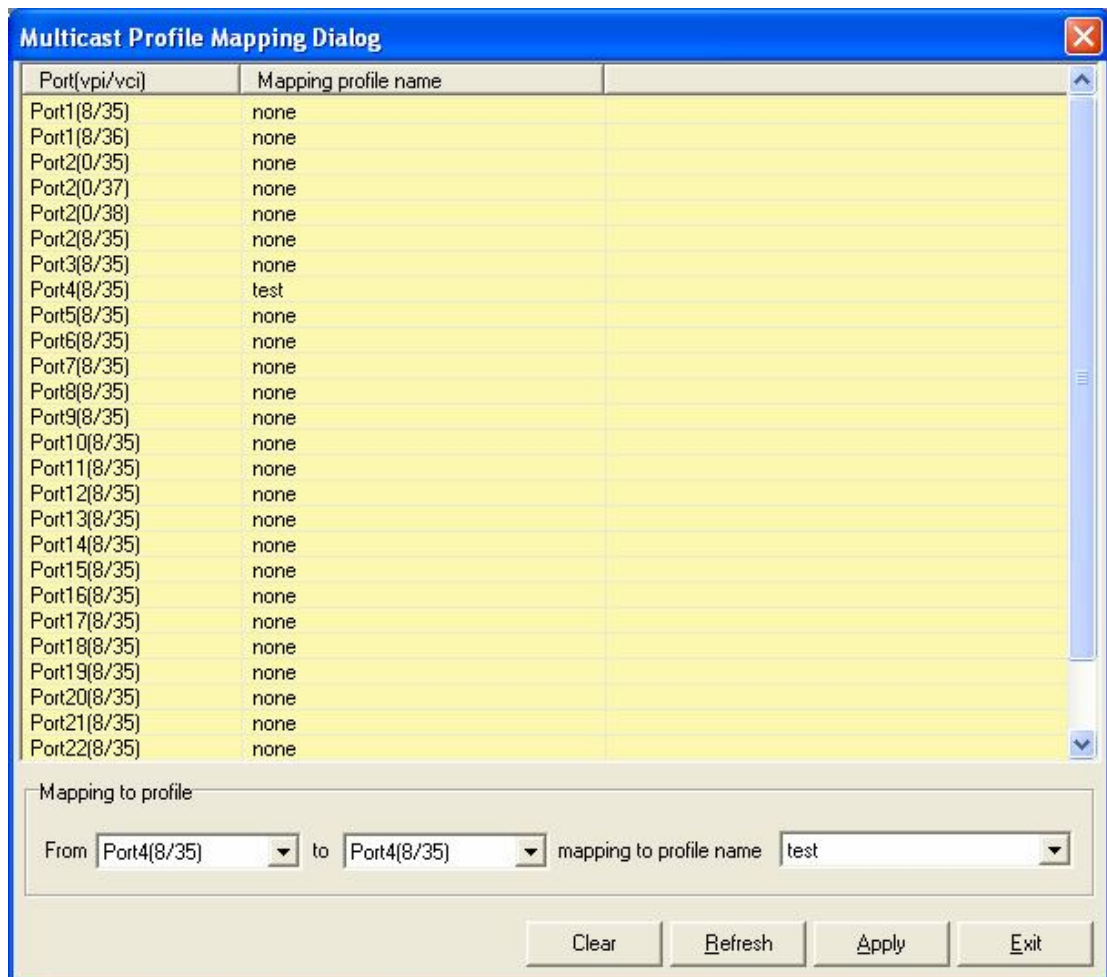 Multicast Profile Mapping Dialog
Port(vpi/vci) Mapping profile name
Port1(8/35) none
Port1(8/36) none
Port2(0/35) none
Port2(0/37) none
Port2(0/38) none
Port2(8/35) none
Port3(8/35) none
Port4(8/35) test
Port5(8/35) none
Port6(8/35) none
Port7(8/35) none
Port8(8/35) none
Port9(8/35) none
Port10(8/35) none
Port11(8/35) none
Port12(8/35) none
Port13(8/35) none
Port14(8/35) none
Port15(8/35) none
Port16(8/35) none
Port17(8/35) none
Port18(8/35) none
Port19(8/35) none
Port20(8/35) none
Port21(8/35) none
Port22(8/35) none
Mapping to profile
From Port4(8/35) to Port4(8/35) mapping to profile name test
Clear Refresh Apply Exit